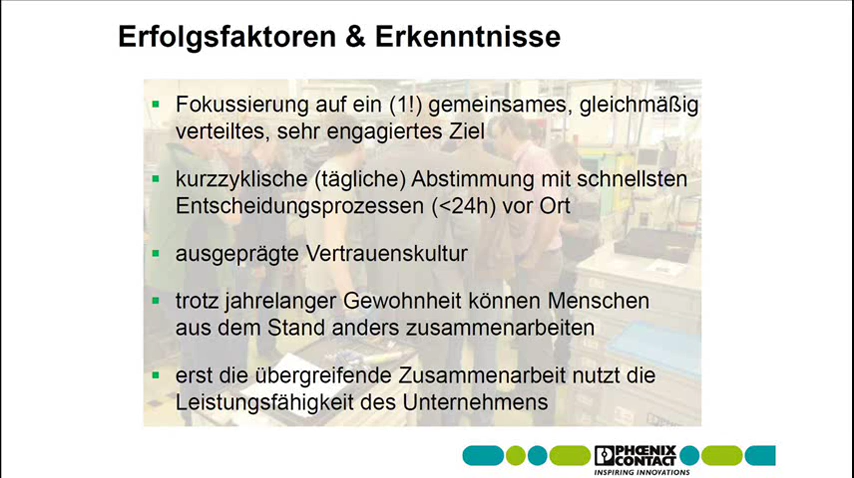 Erfolgsfaktoren & Erkenntnisse
▪ Fokussierung auf ein (1!) gemeinsames, gleichmäßig
verteiltes, sehr engagiertes Ziel
▪ kurzzyklische (tägliche) Abstimmung mit schnellsten
Entscheidungsprozessen (<24h) vor Ort
▪ ausgeprägte Vertrauenskultur
▪ trotz jahrelanger Gewohnheit können Menschen
aus dem Stand anders zusammenarbeiten
▪ erst die übergreifende Zusammenarbeit nutzt die
Leistungsfähigkeit des Unternehmens
PHŒNIX
CONTACT
INSPIRING INNOVATIONS